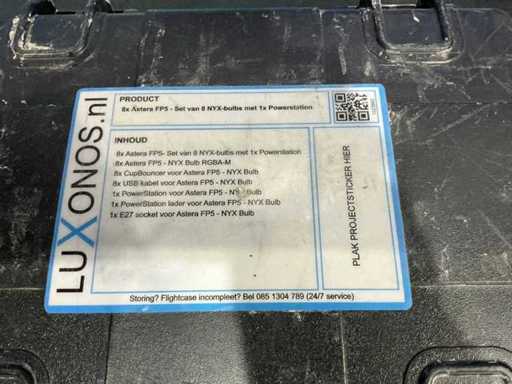 LUXONOS.nl
PRODUCT
8x Astera FP5 - Set van 8 NYX-bulbs met 1x Powerstation
INHOUD
8x Astera FP5- Set van 8 NYX-bulbs met 1x Powerstation
8x Astera FP5 - NYX Bulb RGBA-M
8x CupBouncer voor Astera FP5 - NYX Bulb
8x USB kabel voor Astera FP5 - NYX Bulb
1x PowerStation voor Astera FP5 - NYX Bulb
1x PowerStation lader voor Astera FP5 - NYX Bulb
1x E27 socket voor Astera FP5 - NYX Bulb
PLAK PROJECTSTICKER HIER
Storing? Flightcase incompleet? Bel 085 1304 789 (24/7 service)